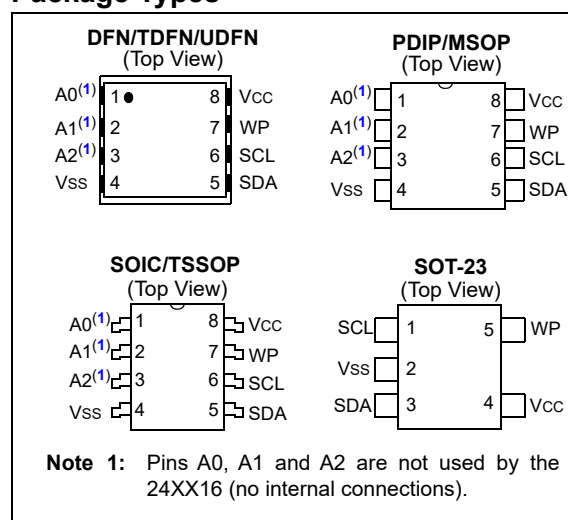 Package Types
DFN/TDFN/UDFN
(Top View)
A0(1) 1 8 VCC
A1(1) 2 7 WP
A2(1) 3 6 SCL
VSS 4 5 SDA
PDIP/MSOP
(Top View)
A0(1) 1 8 VCC
A1(1) 2 7 WP
A2(1) 3 6 SCL
VSS 4 5 SDA
SOIC/TSSOP
(Top View)
A0(1) 1 8 VCC
A1(1) 2 7 WP
A2(1) 3 6 SCL
VSS 4 5 SDA
SOT-23
(Top View)
SCL 1 5 WP
VSS 2
SDA 3 4 VCC
Note 1: Pins A0, A1 and A2 are not used by the
24XX16 (no internal connections).